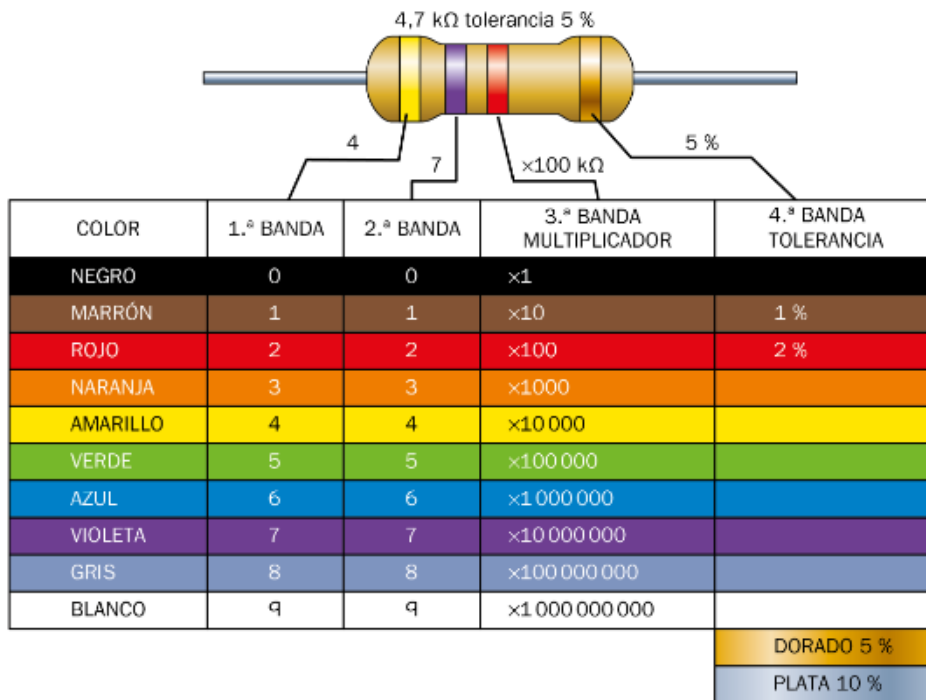 4,7 kΩ tolerancia 5 %
4
7
×100 kΩ
5 %
COLOR 1.ª BANDA 2.ª BANDA 3.ª BANDA MULTIPLICADOR 4.ª BANDA TOLERANCIA
NEGRO 0 0 ×1
MARRÓN 1 1 ×10 1 %
ROJO 2 2 ×100 2 %
NARANJA 3 3 ×1000
AMARILLO 4 4 ×10 000
VERDE 5 5 ×100 000
AZUL 6 6 ×1 000 000
VIOLETA 7 7 ×10 000 000
GRIS 8 8 ×100 000 000
BLANCO 9 9 ×1 000 000 000
DORADO 5 %
PLATA 10 %